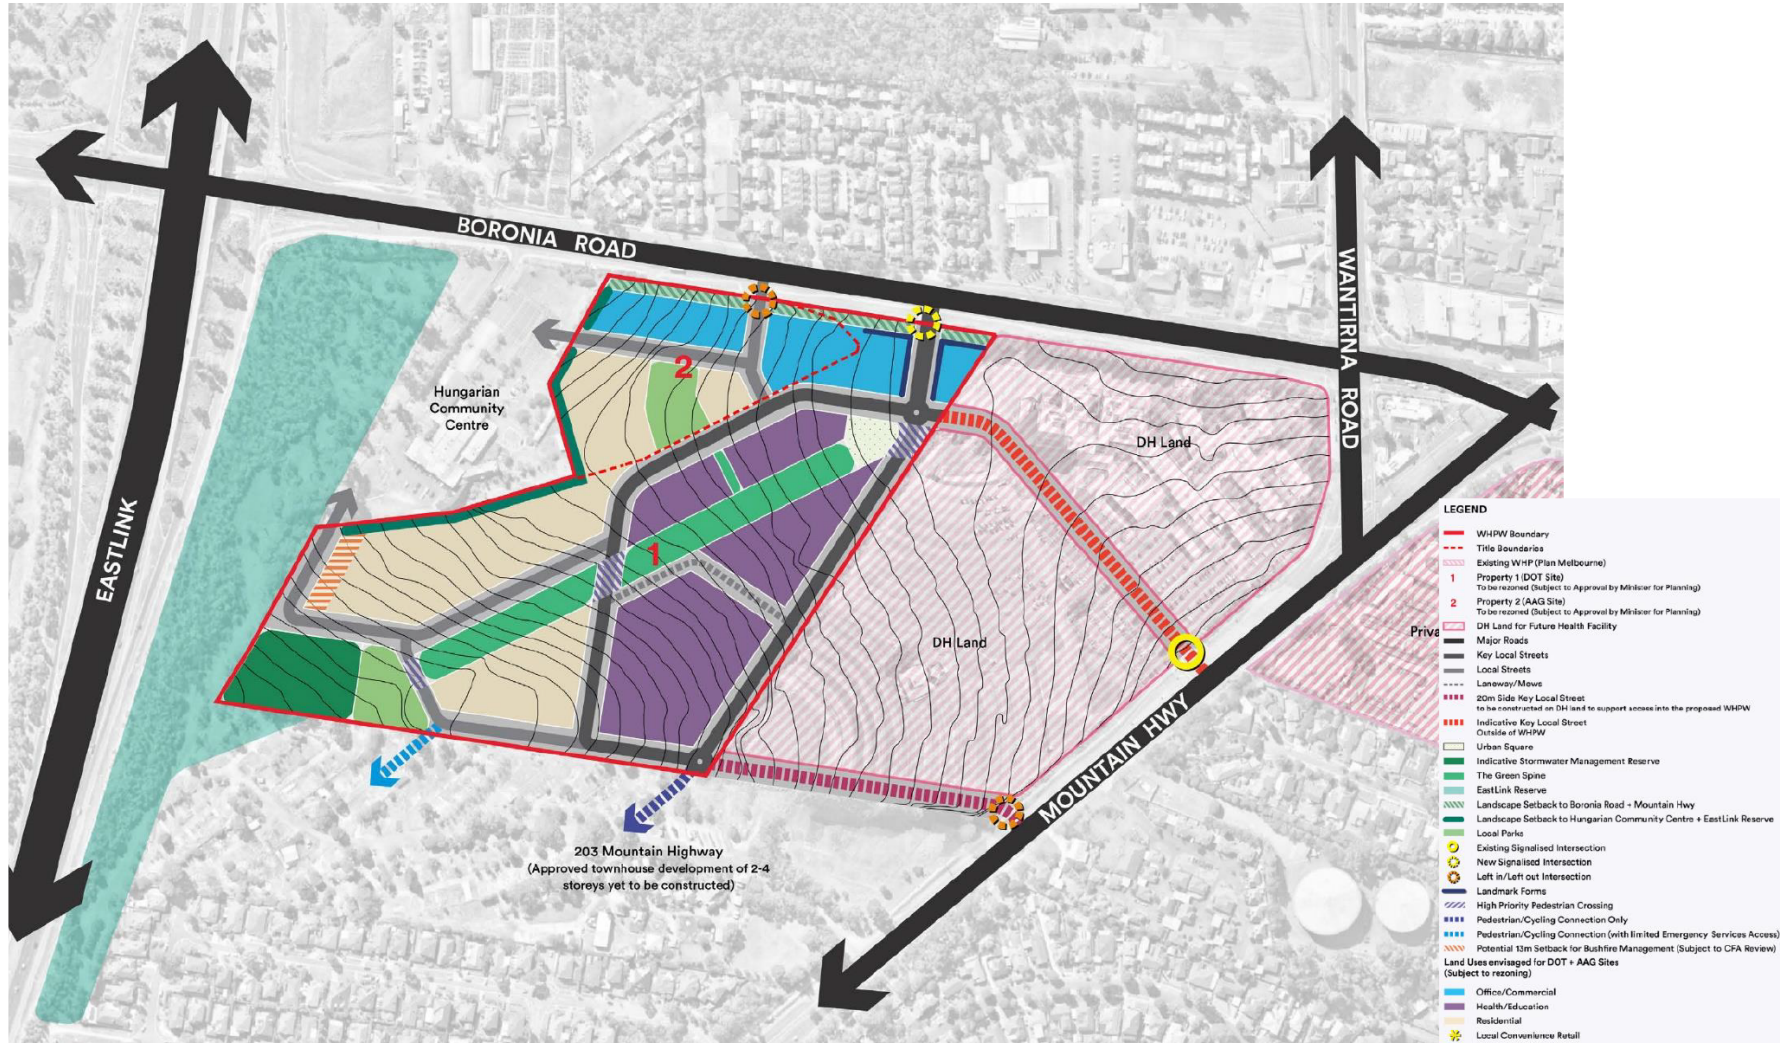 BORONIA ROAD
WANTIRNA ROAD
EASTLINK
MOUNTAIN HWY
Hungarian
Community
Centre
2
1
DH Land
DH Land
Priva
203 Mountain Highway
(Approved townhouse development of 2-4
storeys yet to be constructed)
LEGEND
WHPW Boundary
Title Boundaries
Existing WHP (Plan Melbourne)
1 Property 1 (DOT Site)
To be rezoned (Subject to Approval by Minister for Planning)
2 Property 2 (AAG Site)
To be rezoned (Subject to Approval by Minister for Planning)
DH Land for Future Health Facility
Major Roads
Key Local Streets
Local Streets
Laneway/Mews
20m Side Key Local Street
to be constructed on DH land to support access into the proposed WHPW
Indicative Key Local Street
Outside of WHPW
Urban Square
Indicative Stormwater Management Reserve
The Green Spine
EastLink Reserve
Landscape Setback to Boronia Road + Mountain Hwy
Landscape Setback to Hungarian Community Centre + EastLink Reserve
Local Parks
Existing Signalised Intersection
New Signalised Intersection
Left in/Left out Intersection
Landmark Forms
High Priority Pedestrian Crossing
Pedestrian/Cycling Connection Only
Pedestrian/Cycling Connection (with limited Emergency Services Access)
Potential 13m Setback for Bushfire Management (Subject to CFA Review)
Land Uses envisaged for DOT + AAG Sites
(Subject to rezoning)
Office/Commercial
Health/Education
Residential
Local Convenience Retail